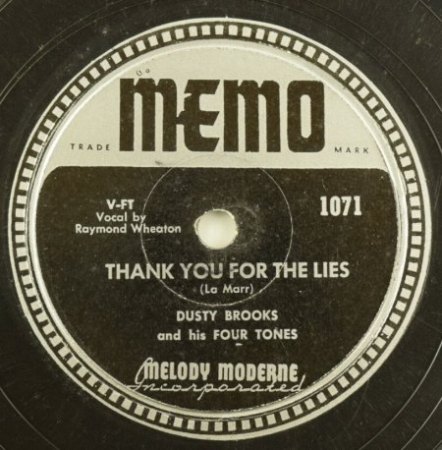 MEMO
TRADE MARK
V-FT 1071
Vocal by
Raymond Wheaton
THANK YOU FOR THE LIES
(La Marr)
DUSTY BROOKS
and his FOUR TONES
MELODY MODERNE
Incorporated